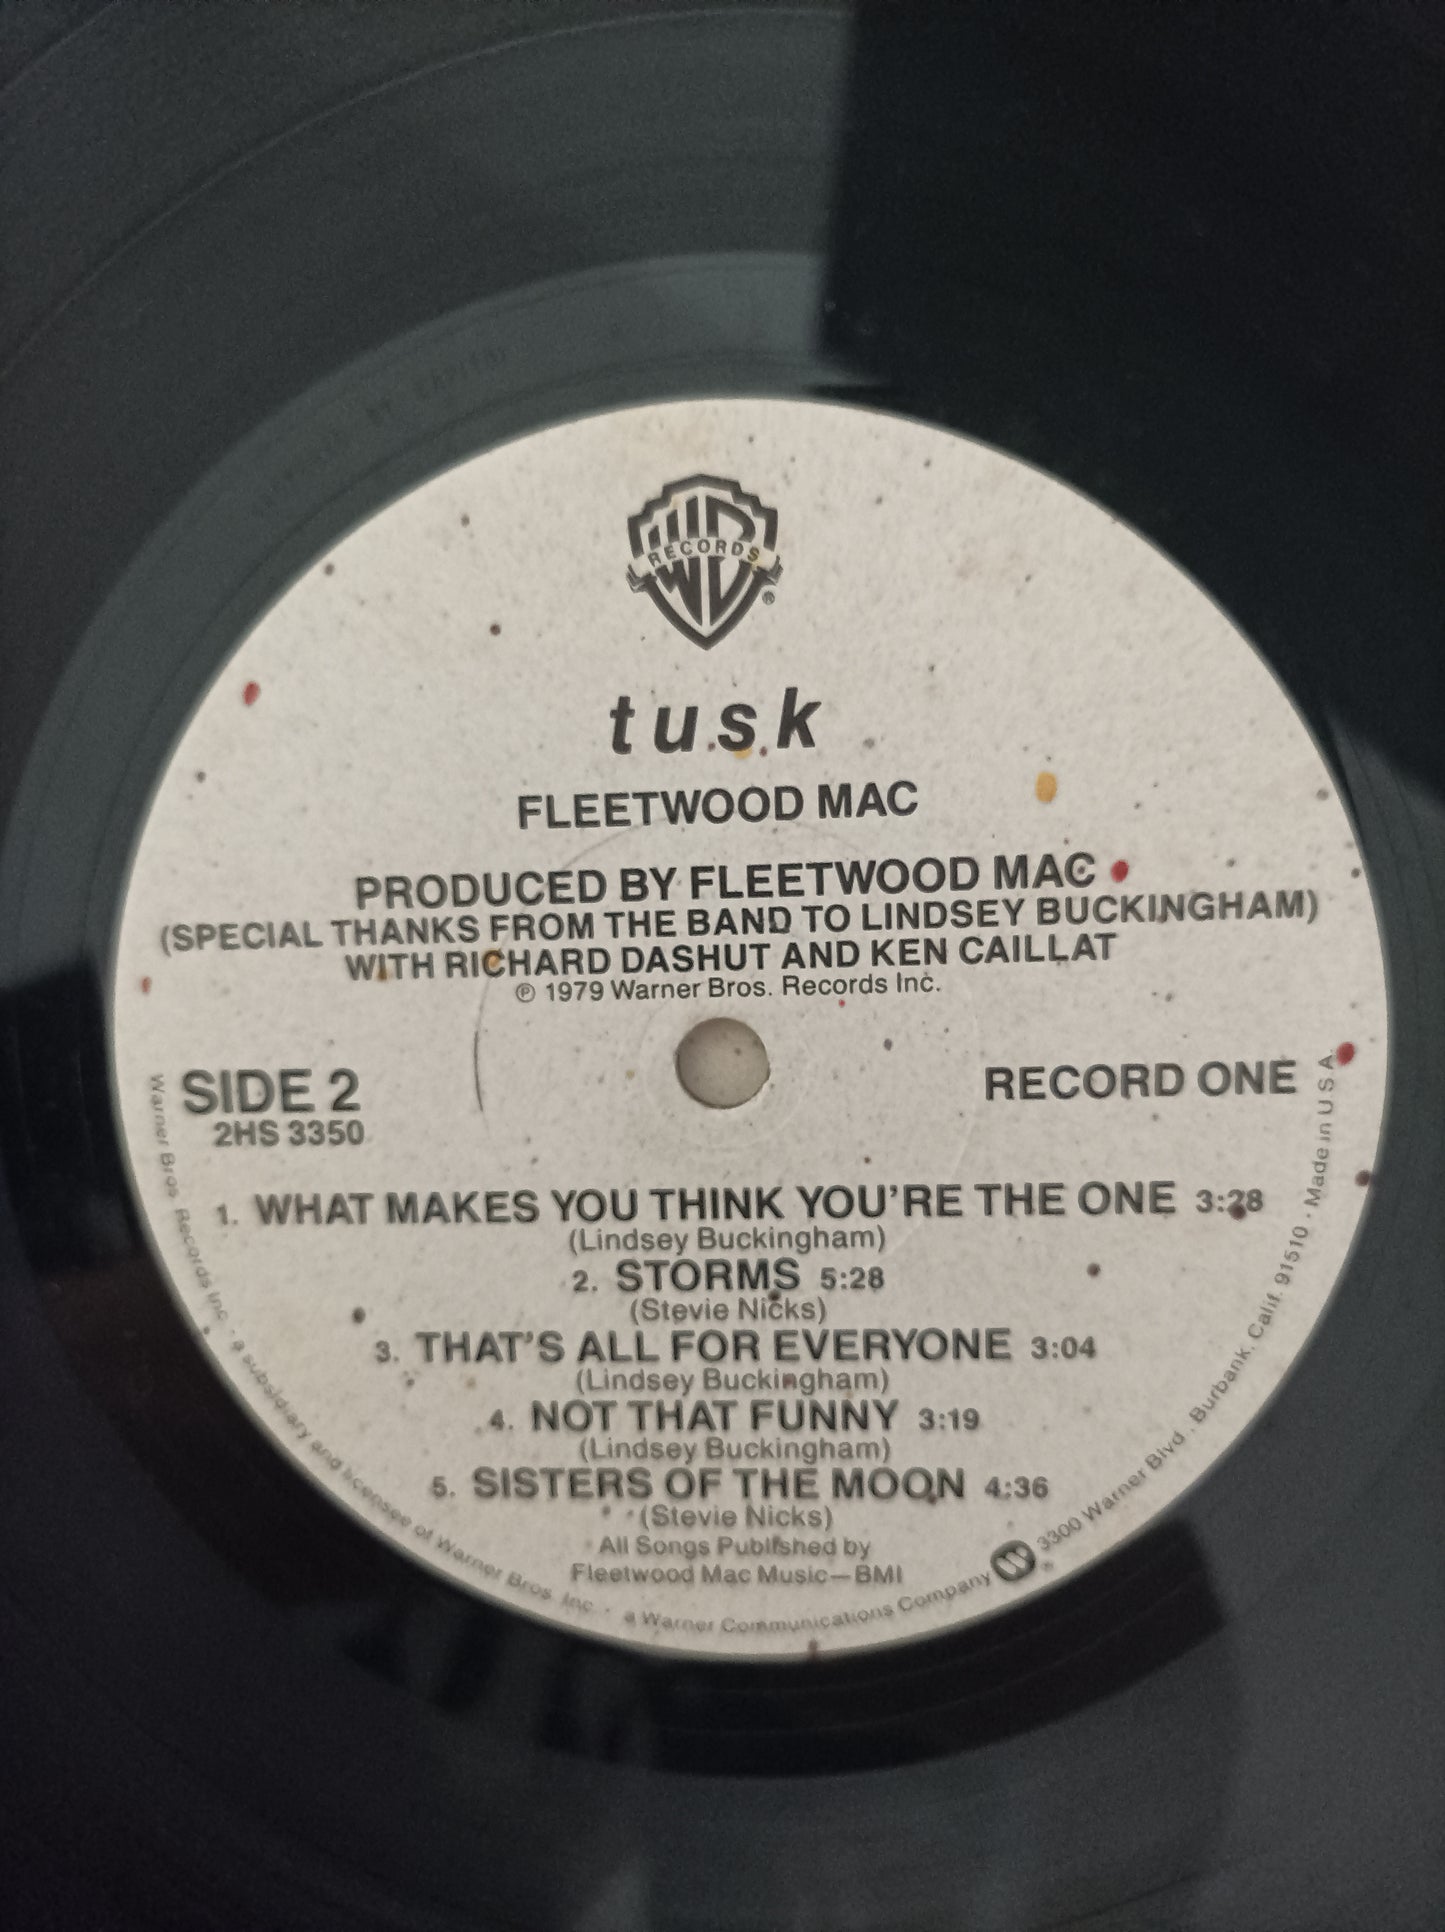 RECORDS
®
tusk
FLEETWOOD MAC
PRODUCED BY FLEETWOOD MAC
(SPECIAL THANKS FROM THE BAND TO LINDSEY BUCKINGHAM)
WITH RICHARD DASHUT AND KEN CAILLAT
℗ 1979 Warner Bros. Records Inc.
SIDE 2
2HS 3350
RECORD ONE
1. WHAT MAKES YOU THINK YOU'RE THE ONE 3:28
(Lindsey Buckingham)
2. STORMS 5:28
(Stevie Nicks)
3. THAT'S ALL FOR EVERYONE 3:04
(Lindsey Buckingham)
4. NOT THAT FUNNY 3:19
(Lindsey Buckingham)
5. SISTERS OF THE MOON 4:36
(Stevie Nicks)
All Songs Published by
Fleetwood Mac Music—BMI
Warner Bros. Records Inc. · a subsidiary and licensee of Warner Bros. Inc. · a Warner Communications Company ® 3300 Warner Blvd., Burbank, Calif. 91510 · Made in U.S.A.